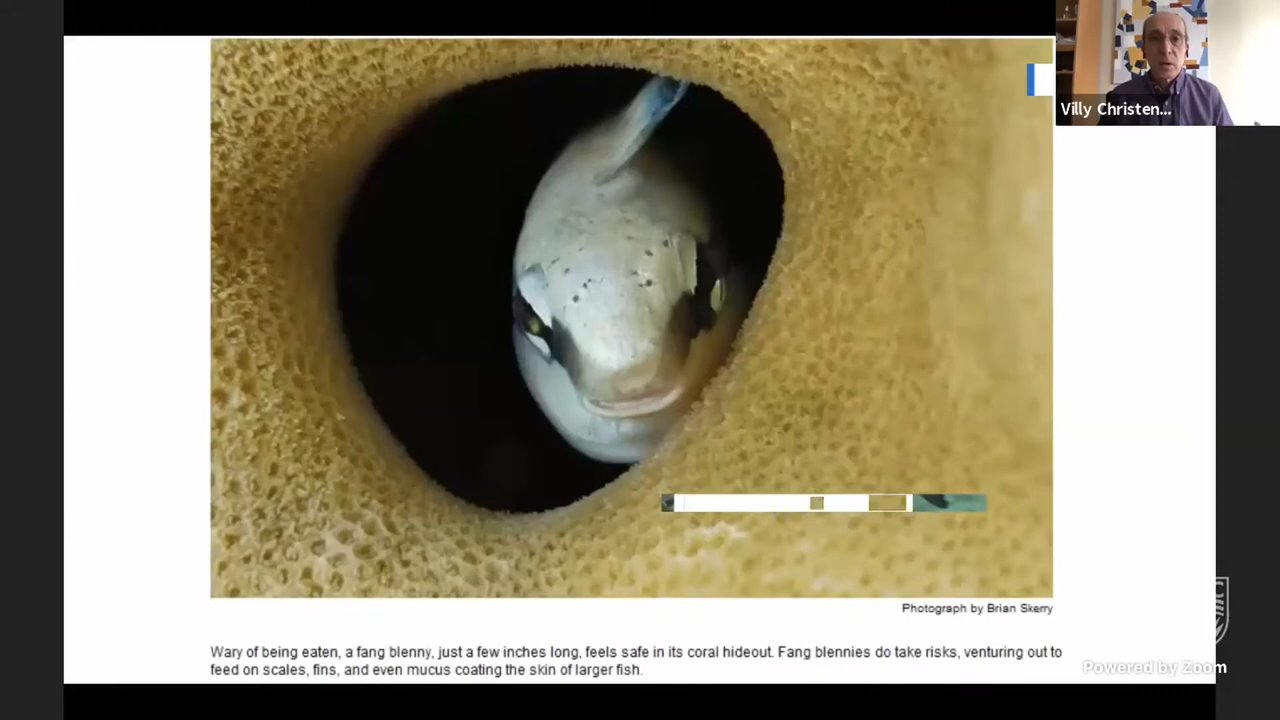 Villy Christen...
Photograph by Brian Skerry
Wary of being eaten, a fang blenny, just a few inches long, feels safe in its coral hideout. Fang blennies do take risks, venturing out to
feed on scales, fins, and even mucus coating the skin of larger fish.
Powered by Zoom